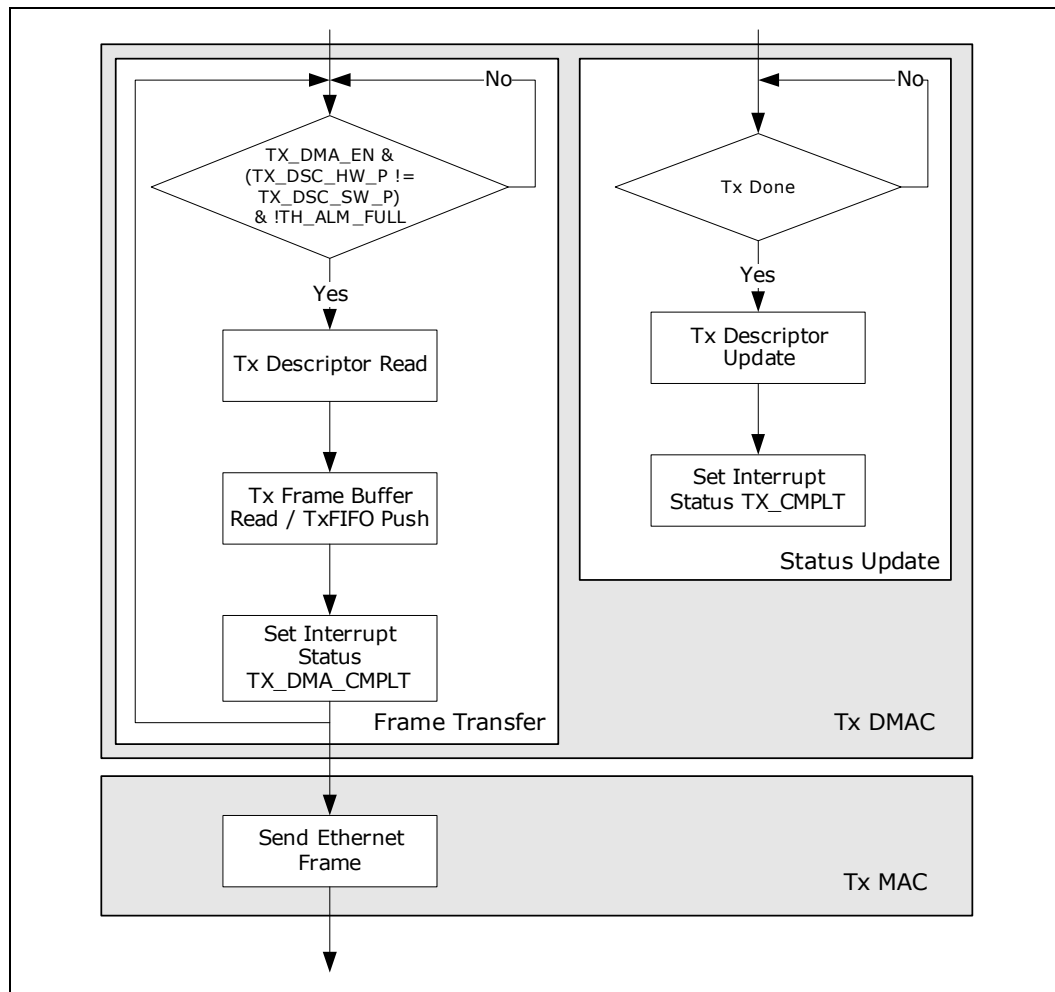 No
TX_DMA_EN &
(TX_DSC_HW_P !=
TX_DSC_SW_P)
& !TH_ALM_FULL
Yes
Tx Descriptor Read
Tx Frame Buffer
Read / TxFIFO Push
Set Interrupt
Status
TX_DMA_CMPLT
Frame Transfer
No
Tx Done
Yes
Tx Descriptor
Update
Set Interrupt
Status TX_CMPLT
Status Update
Tx DMAC
Send Ethernet
Frame
Tx MAC